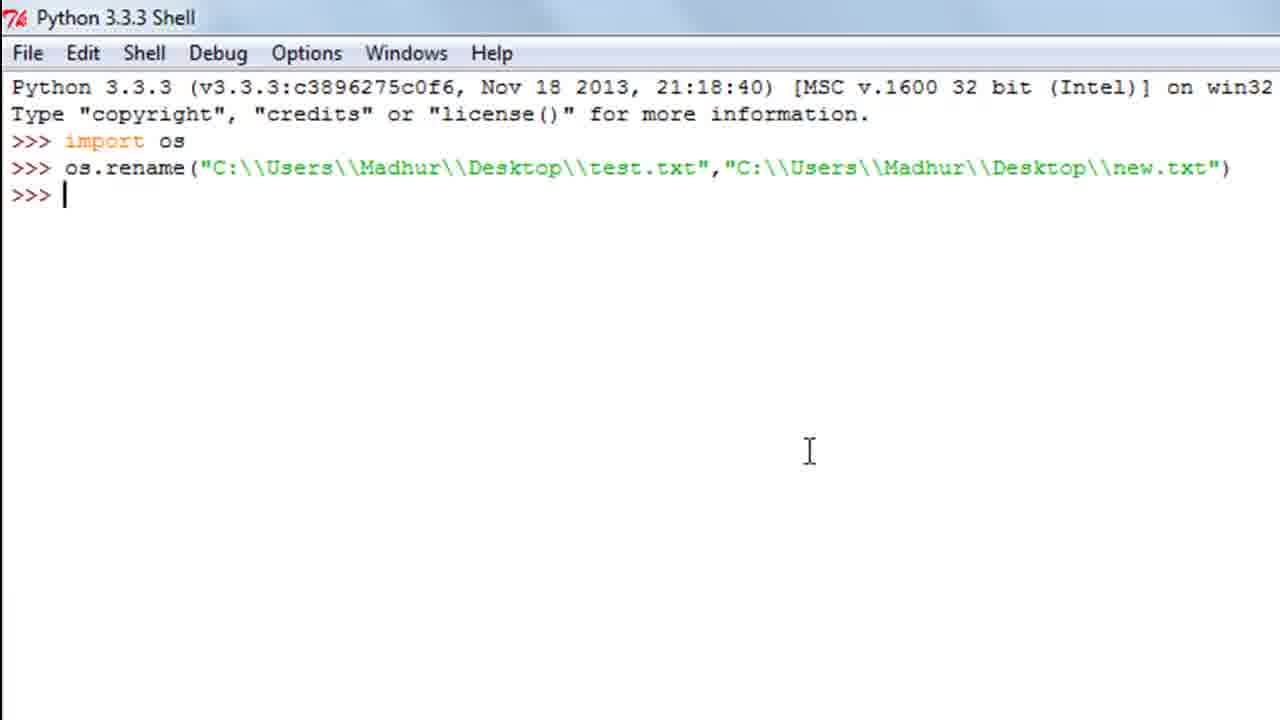 Python 3.3.3 Shell
File Edit Shell Debug Options Windows Help
Python 3.3.3 (v3.3.3:c3896275c0f6, Nov 18 2013, 21:18:40) [MSC v.1600 32 bit (Intel)] on win32
Type "copyright", "credits" or "license()" for more information.
>>> import os
>>> os.rename("C:\\Users\\Madhur\\Desktop\\test.txt","C:\\Users\\Madhur\\Desktop\\new.txt")
>>>